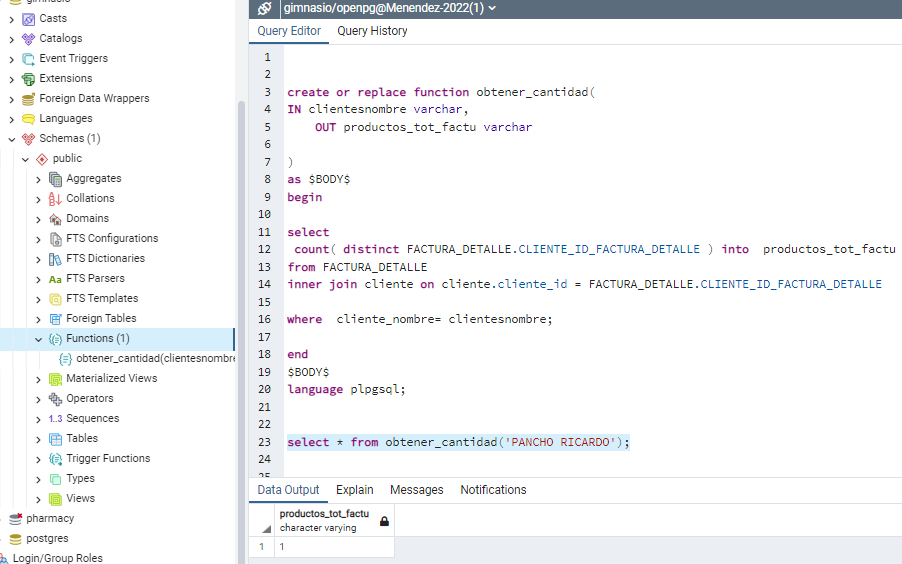 gimnasio
Casts
Catalogs
Event Triggers
Extensions
Foreign Data Wrappers
Languages
Schemas (1)
public
Aggregates
Collations
Domains
FTS Configurations
FTS Dictionaries
Aa FTS Parsers
FTS Templates
Foreign Tables
Functions (1)
obtener_cantidad(clientesnombre
Materialized Views
Operators
1..3 Sequences
Tables
Trigger Functions
Types
Views
pharmacy
postgres
Login/Group Roles
gimnasio/openpg@Menendez-2022(1)
Query Editor Query History
1
2
3 create or replace function obtener_cantidad(
4 IN clientesnombre varchar,
5 OUT productos_tot_factu varchar
6
7 )
8 as $BODY$
9 begin
10
11 select
12 count( distinct FACTURA_DETALLE.CLIENTE_ID_FACTURA_DETALLE ) into productos_tot_factu
13 from FACTURA_DETALLE
14 inner join cliente on cliente.cliente_id = FACTURA_DETALLE.CLIENTE_ID_FACTURA_DETALLE
15
16 where cliente_nombre= clientesnombre;
17
18 end
19 $BODY$
20 language plpgsql;
21
22
23 select * from obtener_cantidad('PANCHO RICARDO');
24
25
Data Output Explain Messages Notifications
productos_tot_factu
character varying
1 1